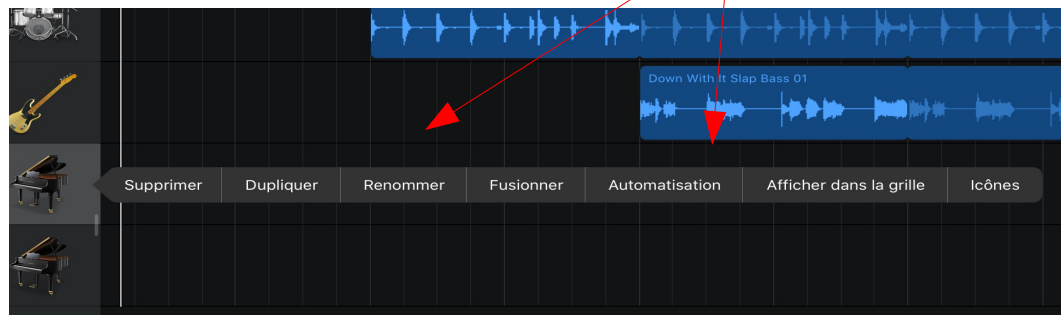 Down With It Slap Bass 01
Supprimer Dupliquer Renommer Fusionner Automatisation Afficher dans la grille Icônes